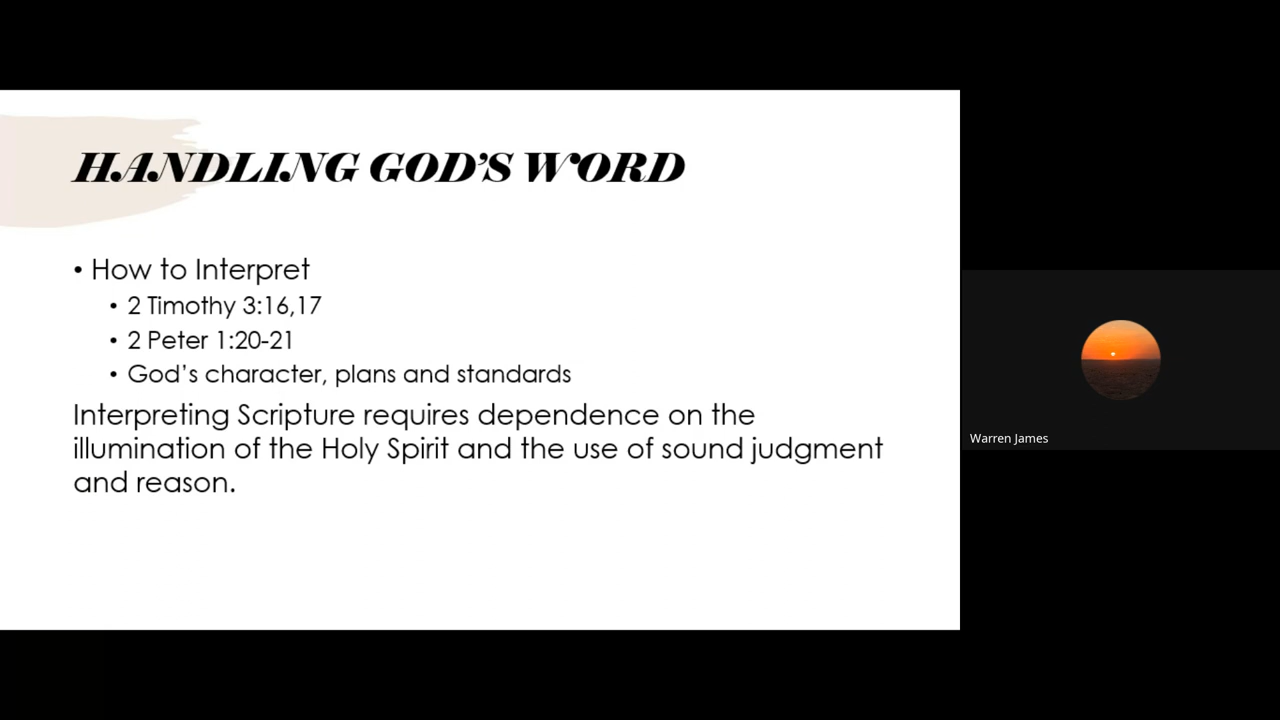 HANDLING GOD'S WORD
• How to Interpret
• 2 Timothy 3:16,17
• 2 Peter 1:20-21
• God's character, plans and standards
Interpreting Scripture requires dependence on the
illumination of the Holy Spirit and the use of sound judgment
and reason.
Warren James